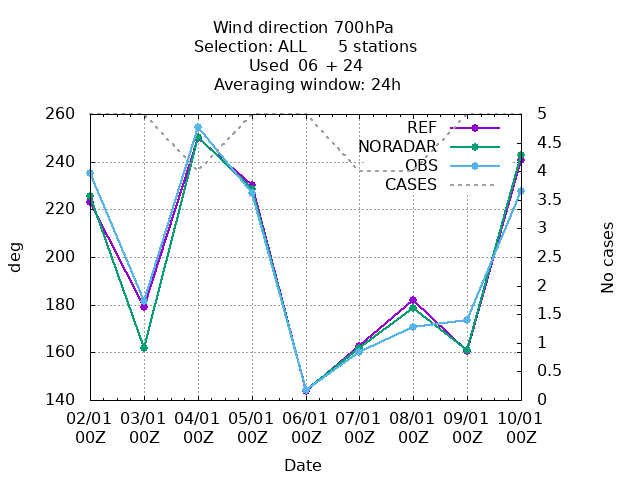 Wind direction 700hPa
Selection: ALL      5 stations
Used  06 + 24
Averaging window: 24h
260 5
REF
4.5
NORADAR
240 OBS 4
CASES
3.5
220 3
deg 200 2.5 No cases
180 2
1.5
160 1
0.5
140 0
02/01 03/01 04/01 05/01 06/01 07/01 08/01 09/01 10/01
00Z 00Z 00Z 00Z 00Z 00Z 00Z 00Z 00Z
Date